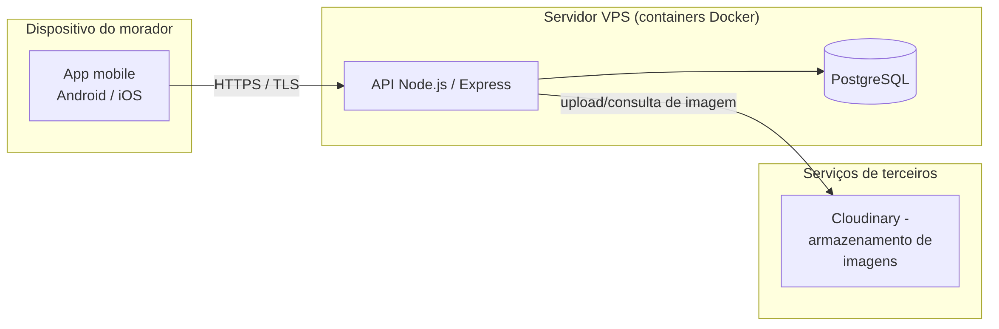 Dispositivo do morador
App mobile
Android / iOS
HTTPS / TLS
Servidor VPS (containers Docker)
API Node.js / Express
upload/consulta de imagem
PostgreSQL
Serviços de terceiros
Cloudinary -
armazenamento de
imagens